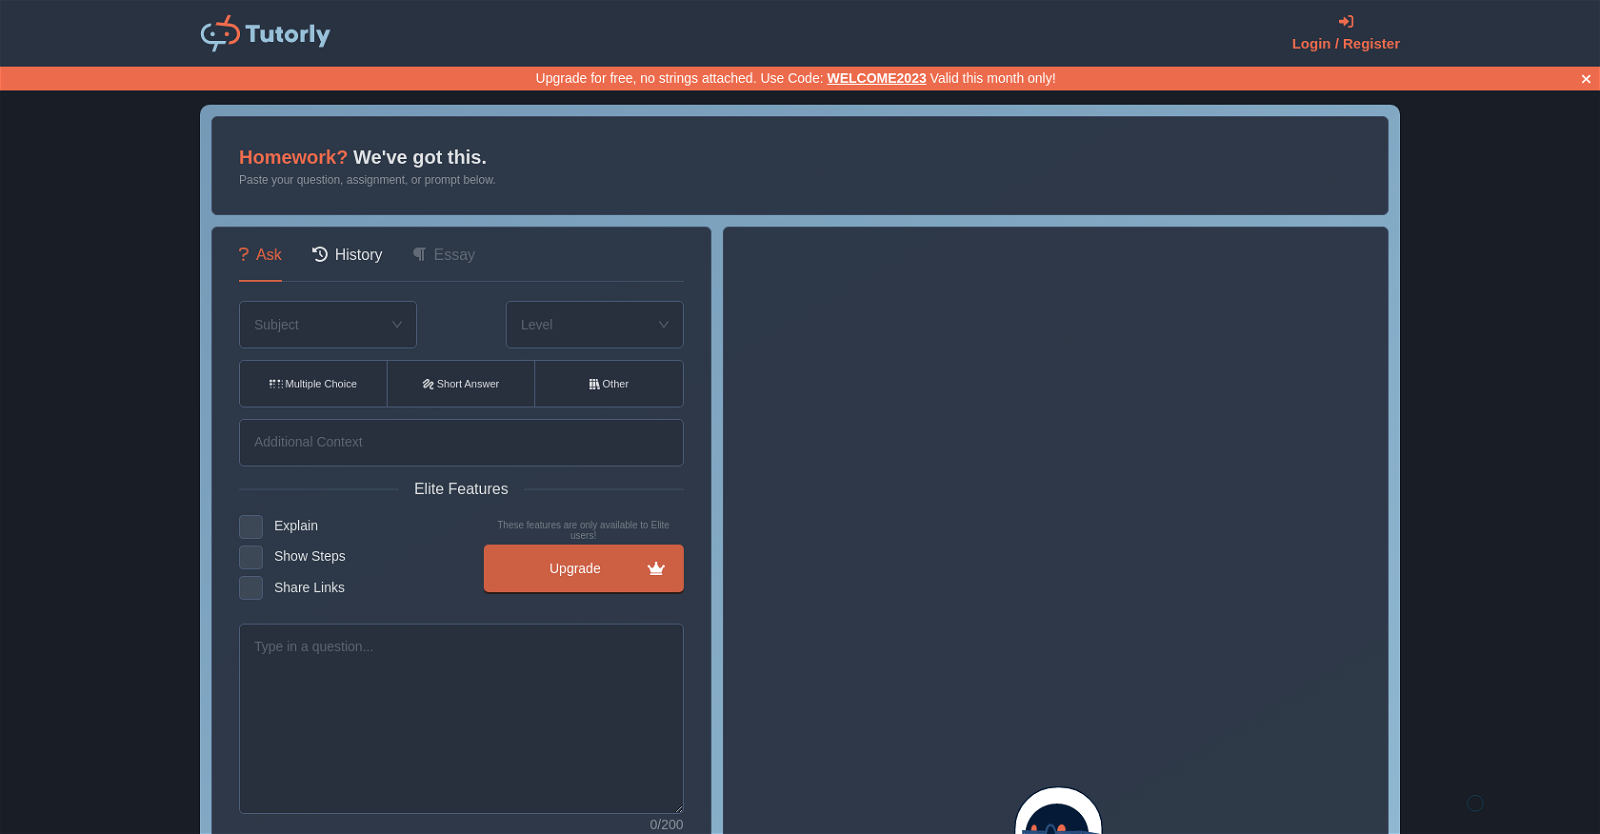 Tutorly
Login / Register
Upgrade for free, no strings attached. Use Code: WELCOME2023 Valid this month only!
Homework? We've got this.
Paste your question, assignment, or prompt below.
? Ask
History
Essay
Subject
Level
Multiple Choice
Short Answer
Other
Additional Context
Elite Features
Explain
Show Steps
Share Links
These features are only available to Elite
users!
Upgrade
Type in a question...
0/200